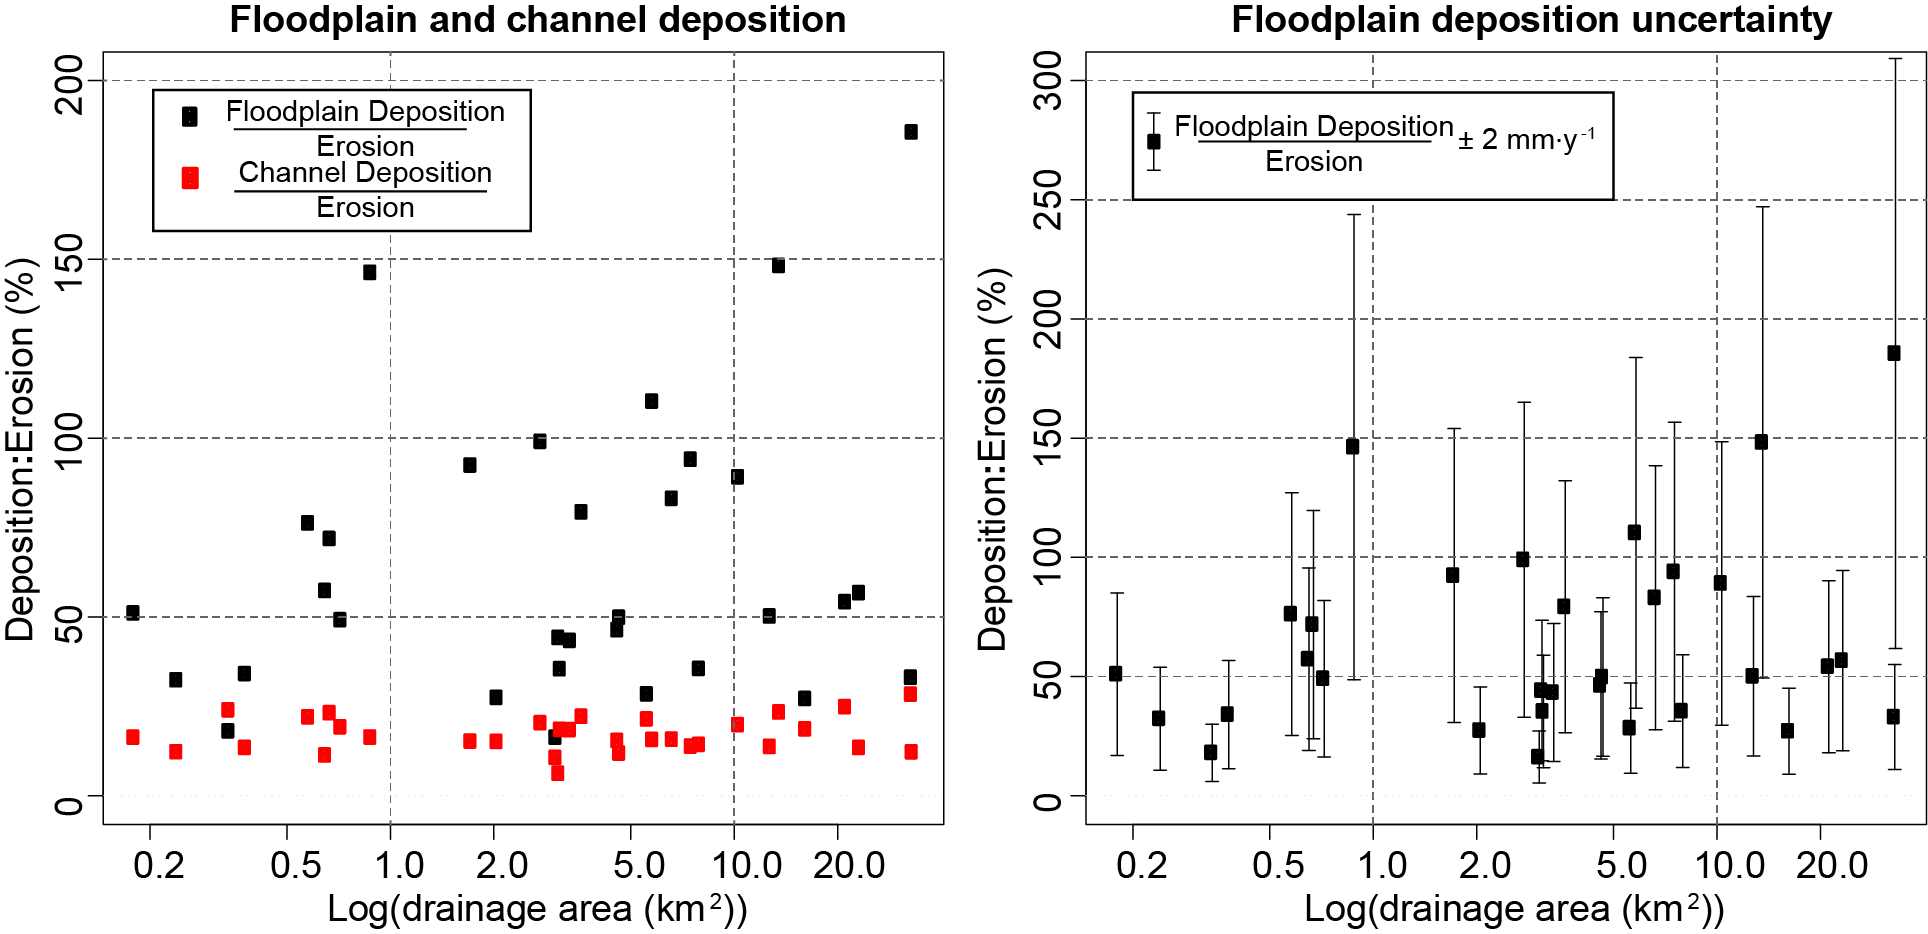 Floodplain and channel deposition
Deposition:Erosion (%)
200
150
100
50
0
Floodplain Deposition
Erosion
Channel Deposition
Erosion
0.2 0.5 1.0 2.0 5.0 10.0 20.0
Log(drainage area (km²))
Floodplain deposition uncertainty
Deposition:Erosion (%)
300
250
200
150
100
50
0
Floodplain Deposition ± 2 mm·y⁻¹
Erosion
0.2 0.5 1.0 2.0 5.0 10.0 20.0
Log(drainage area (km²))